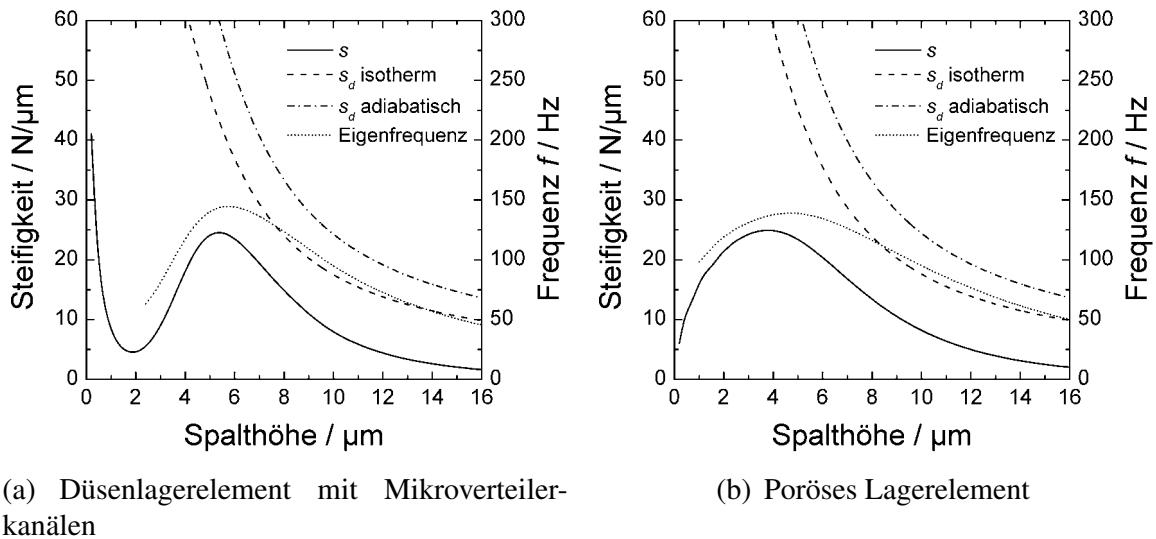 60
50
40
30
20
10
0
Steifigkeit / N/µm
s
s_d isotherm
s_d adiabatisch
Eigenfrequenz
300
250
200
150
100
50
0
Frequenz f / Hz
0 2 4 6 8 10 12 14 16
Spalthöhe / µm
(a) Düsenlagerelement mit Mikroverteiler-
kanälen
60
50
40
30
20
10
0
Steifigkeit / N/µm
s
s_d isotherm
s_d adiabatisch
Eigenfrequenz
300
250
200
150
100
50
0
Frequenz f / Hz
0 2 4 6 8 10 12 14 16
Spalthöhe / µm
(b) Poröses Lagerelement